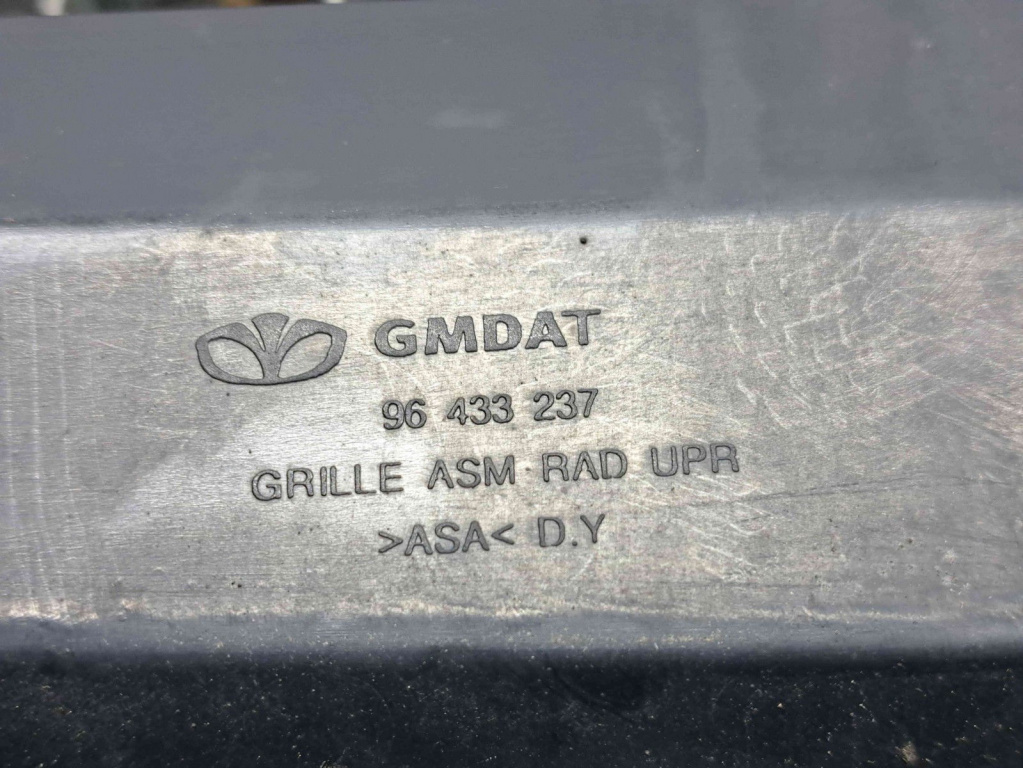 GMDAT
96 433 237
GRILLE ASM RAD UPR
>ASA< D.Y